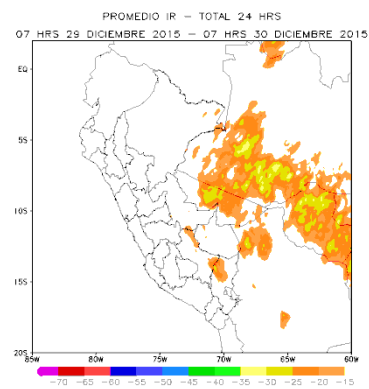 PROMEDIO IR – TOTAL 24 HRS
07 HRS 29 DICIEMBRE 2015 – 07 HRS 30 DICIEMBRE 2015
EQ
5S
10S
15S
20S
85W 80W 75W 70W 65W 60W
-70 -65 -60 -55 -50 -45 -40 -35 -30 -25 -20 -15